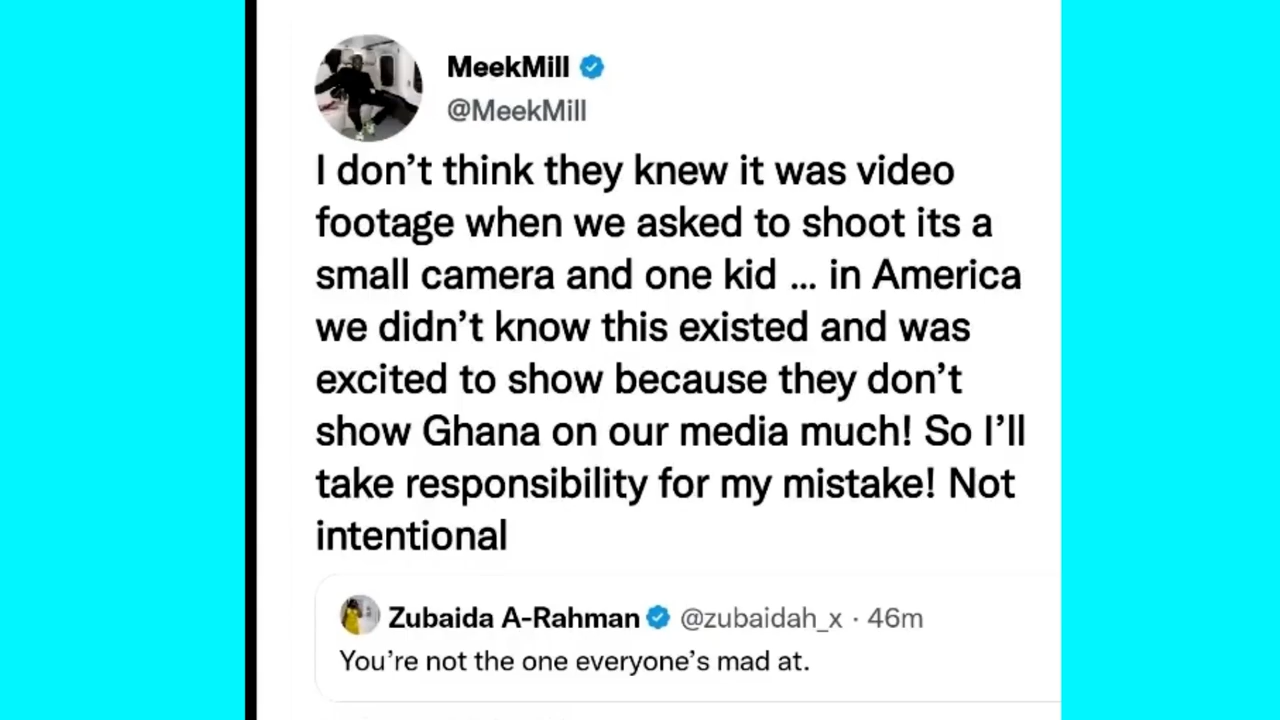 MeekMill
@MeekMill
I don’t think they knew it was video
footage when we asked to shoot its a
small camera and one kid ... in America
we didn’t know this existed and was
excited to show because they don’t
show Ghana on our media much! So I’ll
take responsibility for my mistake! Not
intentional
Zubaida A-Rahman @zubaidah_x · 46m
You’re not the one everyone’s mad at.